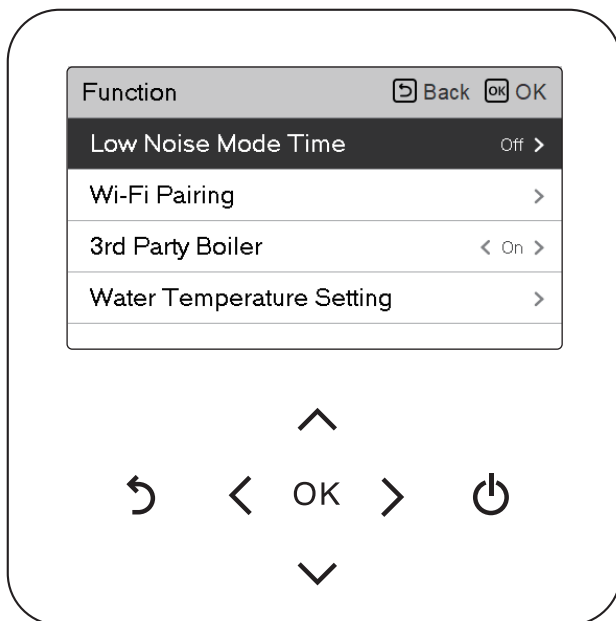 Function Back OK OK
Low Noise Mode Time Off
Wi-Fi Pairing
3rd Party Boiler On
Water Temperature Setting
OK